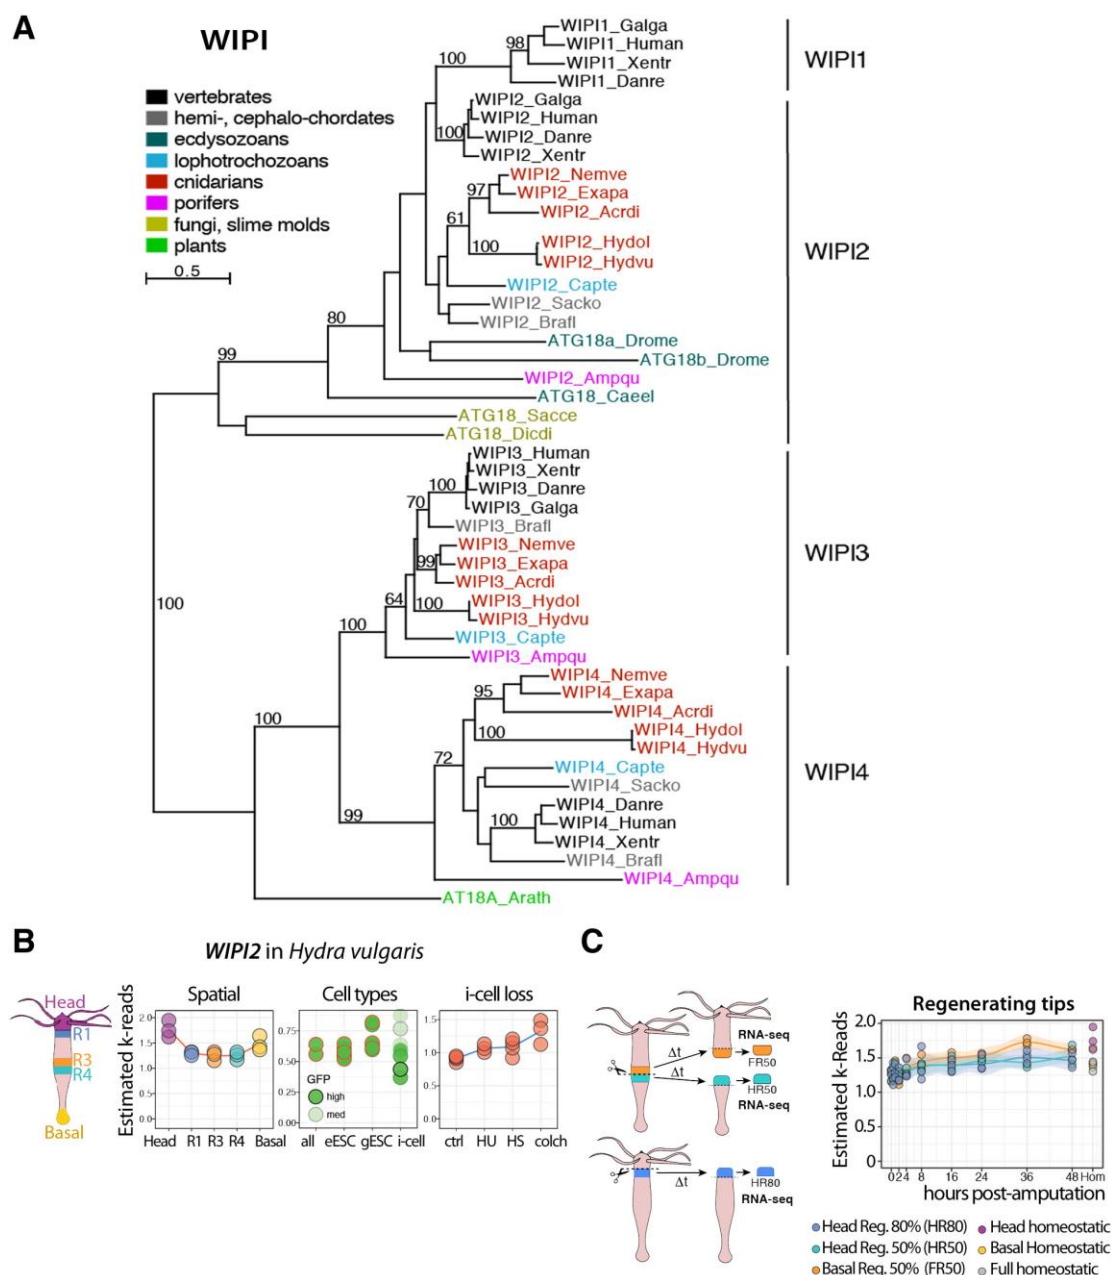 A
WIPI
vertebrates
hemi-, cephalo-chordates
ecdysozoans
lophotrochozoans
cnidarians
porifers
fungi, slime molds
plants
0.5
WIPI1_Galga
98
WIPI1_Human
100
WIPI1_Xentr
WIPI1_Danre
WIPI1
WIPI2_Galga
WIPI2_Human
100
WIPI2_Danre
WIPI2_Xentr
WIPI2_Nemve
97
WIPI2_Exapa
WIPI2_Acrdi
61
WIPI2_Hydol
100
WIPI2_Hydvu
WIPI2
WIPI2_Capte
WIPI2_Sacko
WIPI2_Brafl
80
ATG18a_Drome
99
ATG18b_Drome
WIPI2_Ampqu
ATG18_Caeel
ATG18_Sacce
ATG18_Dicdi
WIPI3_Human
WIPI3_Xentr
100
WIPI3_Danre
70
WIPI3_Galga
WIPI3_Brafl
WIPI3_Nemve
99
WIPI3_Exapa
WIPI3
WIPI3_Acrdi
64
100
WIPI3_Hydol
WIPI3_Hydvu
100
100
WIPI3_Capte
WIPI3_Ampqu
WIPI4_Nemve
95
WIPI4_Exapa
WIPI4_Acrdi
100
100
WIPI4_Hydol
WIPI4_Hydvu
72
WIPI4_Capte
WIPI4
WIPI4_Sacko
WIPI4_Danre
99
100
WIPI4_Human
WIPI4_Xentr
WIPI4_Brafl
WIPI4_Ampqu
AT18A_Arath
B
WIPI2 in Hydra vulgaris
Head
R1
R3
R4
Basal
Estimated k-reads
Spatial
2.0
1.5
1.0
0.5
0.0
Head R1 R3 R4 Basal
Cell types
0.75
0.50
0.25
0.00
GFP
high
med
all eESC gESC i-cell
i-cell loss
1.5
1.0
0.5
0.0
ctrl HU HS colch
C
Δt
Δt
RNA-seq
FR50
HR50
RNA-seq
Δt
HR80
RNA-seq
Regenerating tips
Estimated k-Reads
2.0
1.5
1.0
0.5
0
0 2 4 8 16 24 36 48 Hom
hours post-amputation
Head Reg. 80% (HR80)
Head Reg. 50% (HR50)
Basal Reg. 50% (FR50)
Head homeostatic
Basal Homeostatic
Full homeostatic